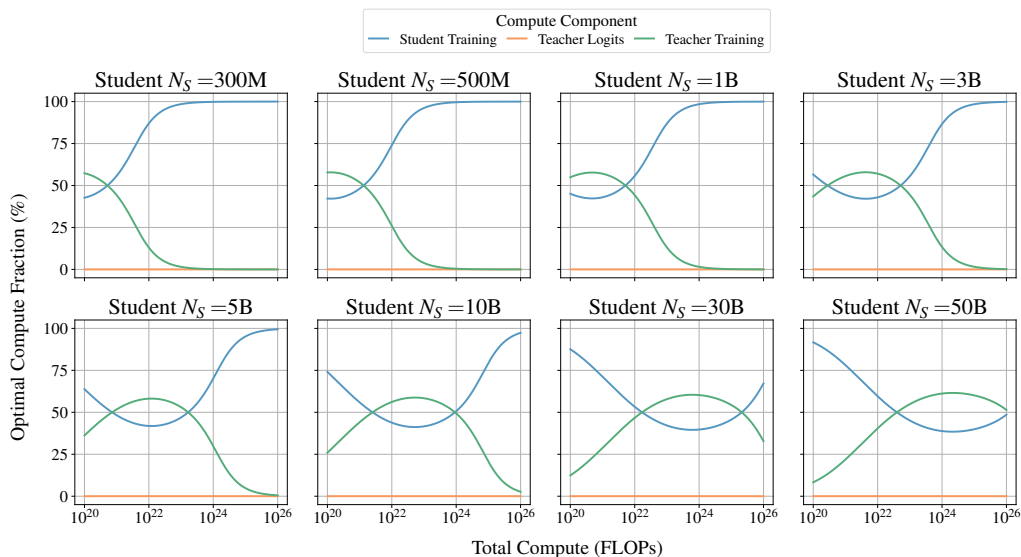 Compute Component
Student Training Teacher Logits Teacher Training
Student N_S =300M Student N_S =500M Student N_S =1B Student N_S =3B
100
75
50
25
0
Student N_S =5B Student N_S =10B Student N_S =30B Student N_S =50B
100
75
50
25
0
10^20 10^22 10^24 10^26 10^20 10^22 10^24 10^26 10^20 10^22 10^24 10^26 10^20 10^22 10^24 10^26
Optimal Compute Fraction (%)
Total Compute (FLOPs)